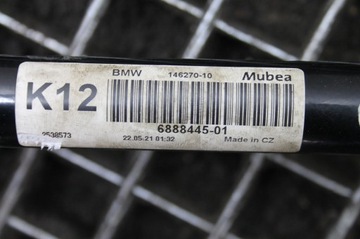 BMW 146270-10 Mubea
K12
6888445-01
2538573 22.05-21 01:32 Made in CZ